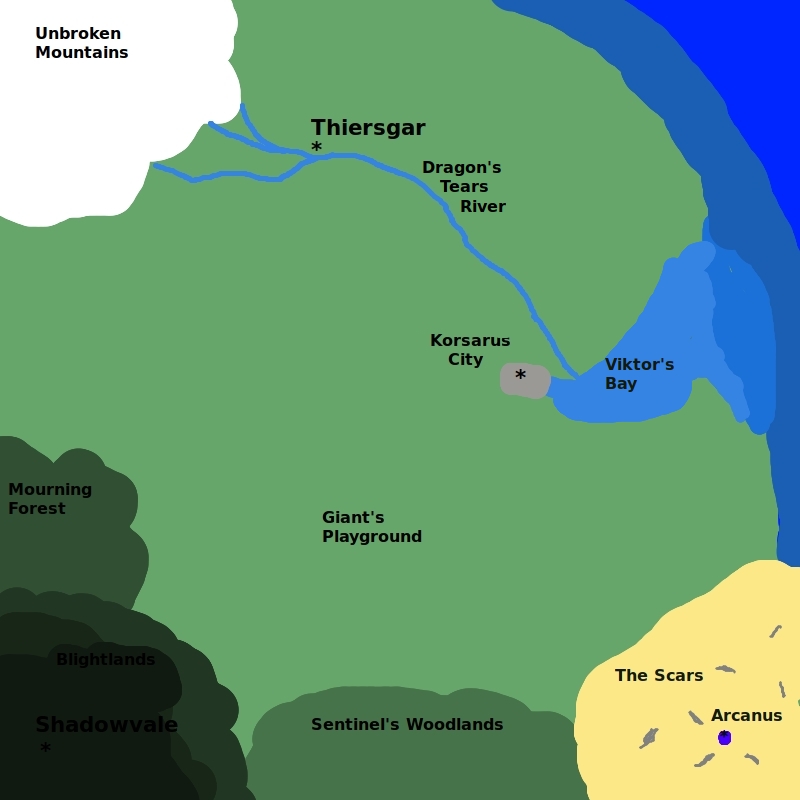 Unbroken
Mountains
Thiersgar
*
Dragon's
Tears
River
Korsarus
City
*
Viktor's
Bay
Mourning
Forest
Giant's
Playground
Blightlands
The Scars
Shadowvale
*
Sentinel's Woodlands
Arcanus
*